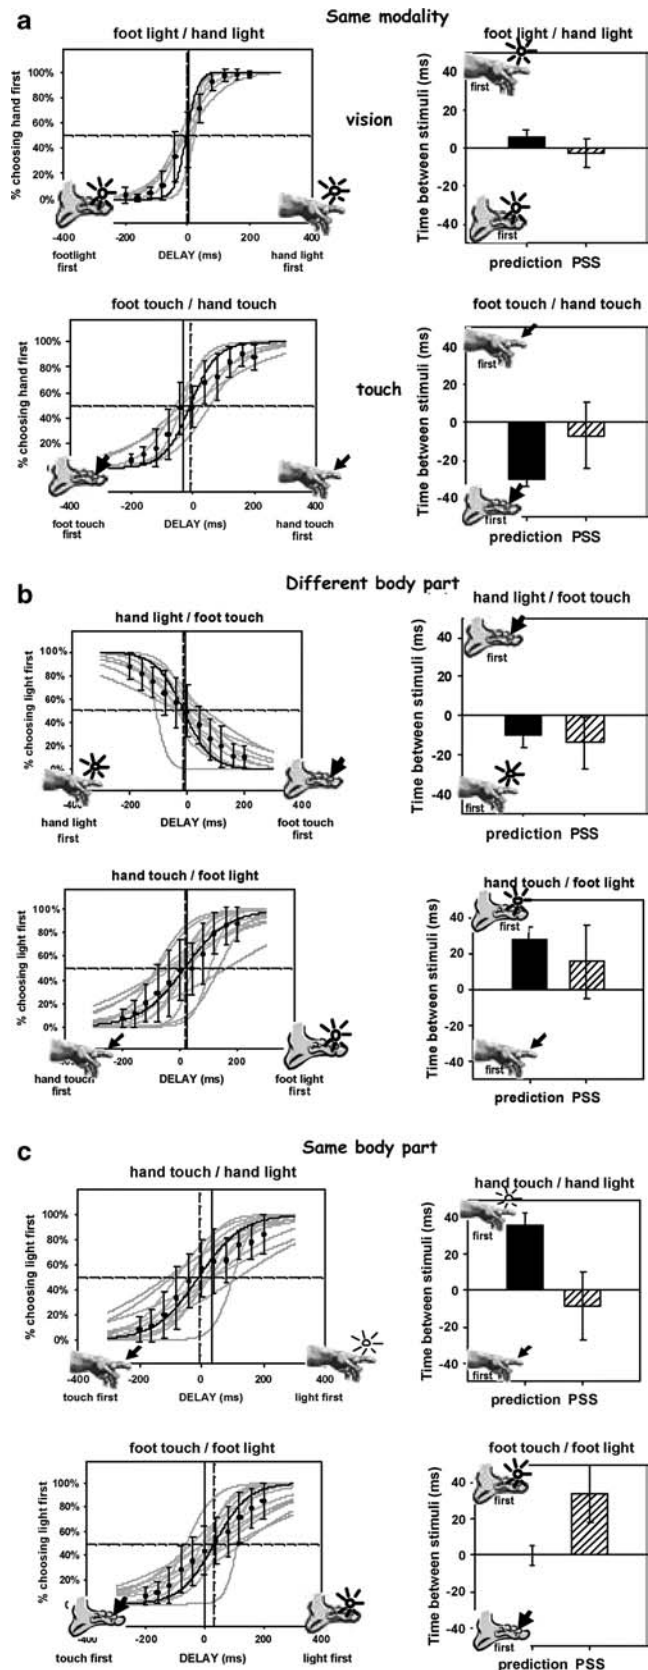 a
Same modality
foot light / hand light
% choosing hand first
100%
80%
60%
40%
20%
0%
-400 -200 0 200 400
footlight first
DELAY (ms)
hand light first
vision
foot light / hand light
Time between stimuli (ms)
40
20
0
-20
-40
first
first
prediction PSS
foot touch / hand touch
% choosing hand first
100%
80%
60%
40%
20%
-400 -200 0 200 400
foot touch first
DELAY (ms)
hand touch first
touch
foot touch / hand touch
Time between stimuli (ms)
40
20
0
-20
-40
first
first
prediction PSS
b
Different body part
hand light / foot touch
% choosing light first
100%
80%
60%
40%
20%
0%
-200 0 200
hand light first
DELAY (ms)
foot touch first
hand light / foot touch
Time between stimuli (ms)
40
20
0
-20
-40
first
first
prediction PSS
hand touch / foot light
% choosing light first
100%
80%
60%
40%
20%
0%
-200 0 200
hand touch first
DELAY (ms)
foot light first
hand touch / foot light
Time between stimuli (ms)
40
20
0
-20
-40
first
first
prediction PSS
c
Same body part
hand touch / hand light
% choosing light first
100%
80%
60%
40%
20%
0%
-400 -200 0 200 400
touch first
DELAY (ms)
light first
hand touch / hand light
Time between stimuli (ms)
40
20
0
-20
-40
first
first
prediction PSS
foot touch / foot light
% choosing light first
100%
80%
60%
40%
20%
0%
-400 -200 0 200 400
touch first
DELAY (ms)
light first
foot touch / foot light
Time between stimuli (ms)
40
20
0
-20
-40
first
first
prediction PSS